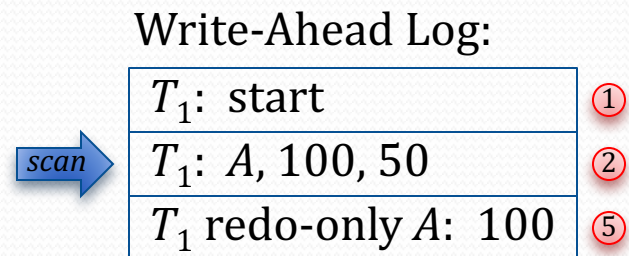 Write-Ahead Log:
T₁: start ①
scan T₁: A, 100, 50 ②
T₁ redo-only A: 100 ⑤